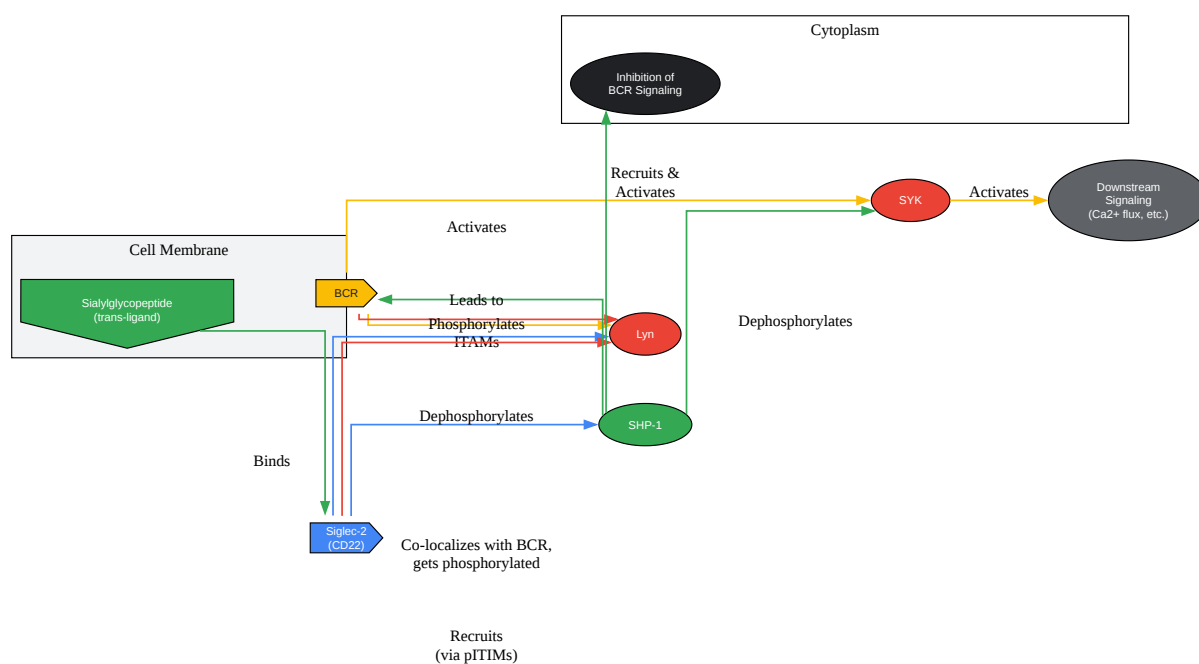 Cytoplasm
Inhibition of
BCR Signaling
Recruits &
Activates
SYK
Activates
Downstream
Signaling
(Ca2+ flux, etc.)
Activates
Cell Membrane
Sialylglycopeptide
(trans-ligand)
BCR
Leads to
Phosphorylates
ITAMs
Lyn
Dephosphorylates
Dephosphorylates
SHP-1
Binds
Siglec-2
(CD22)
Co-localizes with BCR,
gets phosphorylated
Recruits
(via pITIMs)